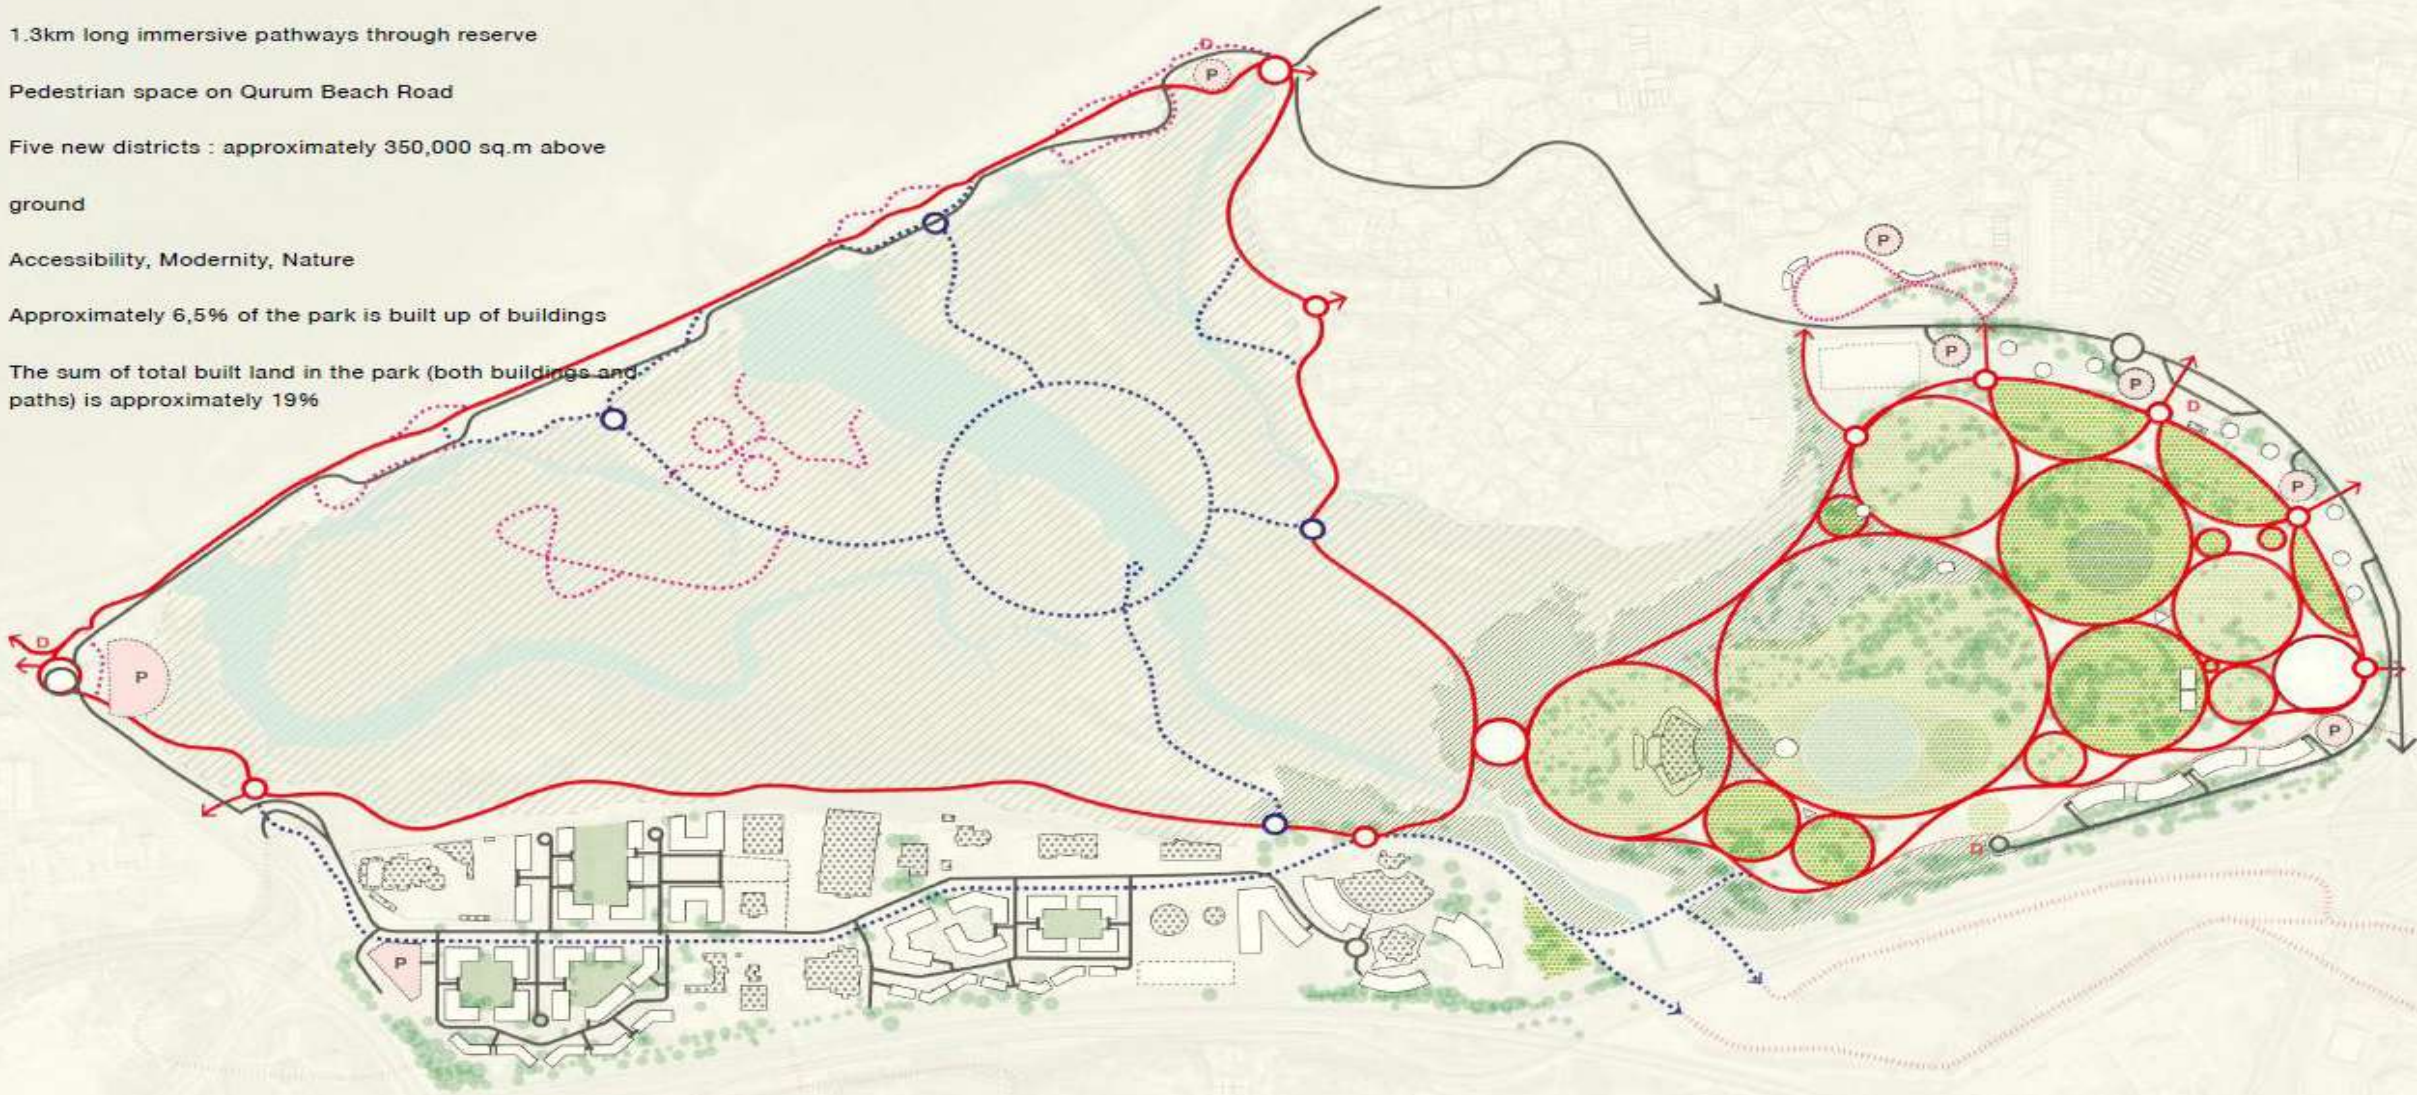 1.3km long immersive pathways through reserve
Pedestrian space on Qurum Beach Road
Five new districts : approximately 350,000 sq.m above
ground
Accessibility, Modernity, Nature
Approximately 6,5% of the park is built up of buildings
The sum of total built land in the park (both buildings and
paths) is approximately 19%
D
P
P
P
P
D
P
D
P
P
D
P